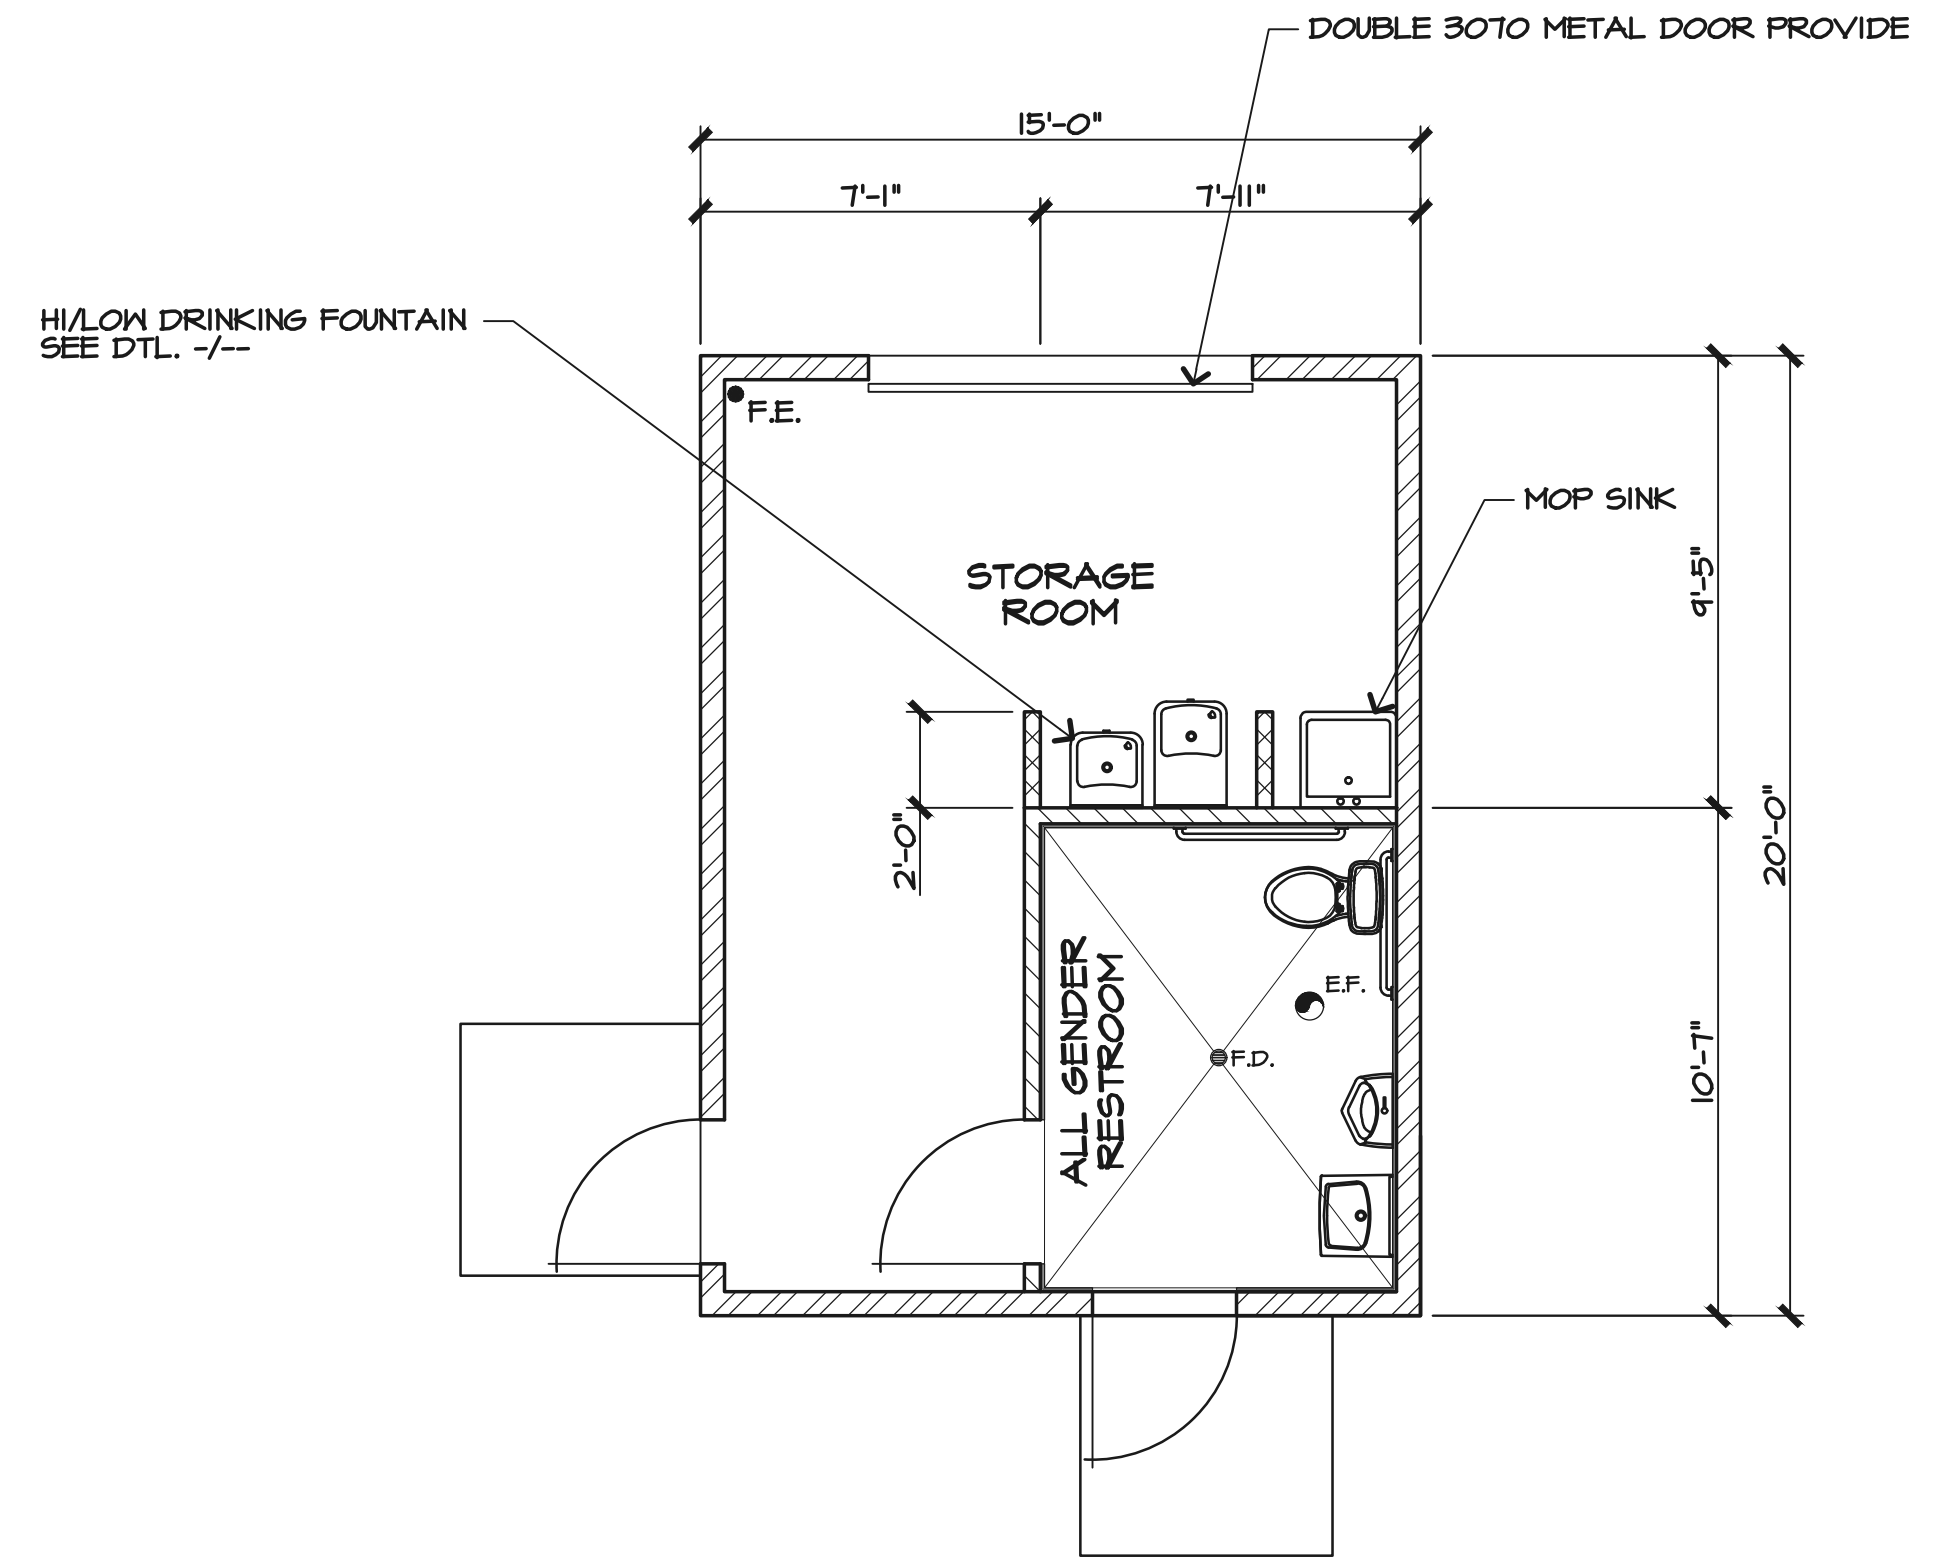 DOUBLE 3070 METAL DOOR PROVIDE
15'-0"
7'-1"
7'-11"
HI/LOW DRINKING FOUNTAIN
SEE DTL. -/--
F.E.
MOP SINK
STORAGE
ROOM
9'-5"
2'-0"
20'-0"
ALL GENDER
RESTROOM
E.F.
F.D.
10'-7"